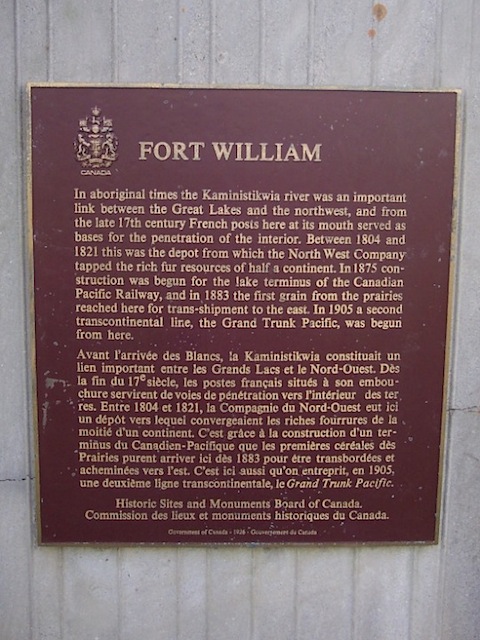 CANADA
FORT WILLIAM
In aboriginal times the Kaministikwia river was an important
link between the Great Lakes and the northwest, and from
the late 17th century French posts here at its mouth served as
bases for the penetration of the interior. Between 1804 and
1821 this was the depot from which the North West Company
tapped the rich fur resources of half a continent. In 1875 con-
struction was begun for the lake terminus of the Canadian
Pacific Railway, and in 1883 the first grain from the prairies
reached here for trans-shipment to the east. In 1905 a second
transcontinental line, the Grand Trunk Pacific, was begun
from here.
Avant l'arrivée des Blancs, la Kaministikwia constituait un
lien important entre les Grands Lacs et le Nord-Ouest. Dès
la fin du 17e siècle, les postes français situés à son embou-
chure servirent de voies de pénétration vers l'intérieur des ter
res. Entre 1804 et 1821, la Compagnie du Nord-Ouest eut ici
un dépôt vers lequel convergeaient les riches fourrures de la
moitié d'un continent. C'est grâce à la construction d'un ter-
minus du Canadien-Pacifique que les premières céréales des
Prairies purent arriver ici dès 1883 pour être transbordées et
acheminées vers l'est. C'est ici aussi qu'on entreprit, en 1905,
une deuxième ligne transcontinentale, le Grand Trunk Pacific.
Historic Sites and Monuments Board of Canada.
Commission des lieux et monuments historiques du Canada.
Government of Canada - Gouvernement du Canada